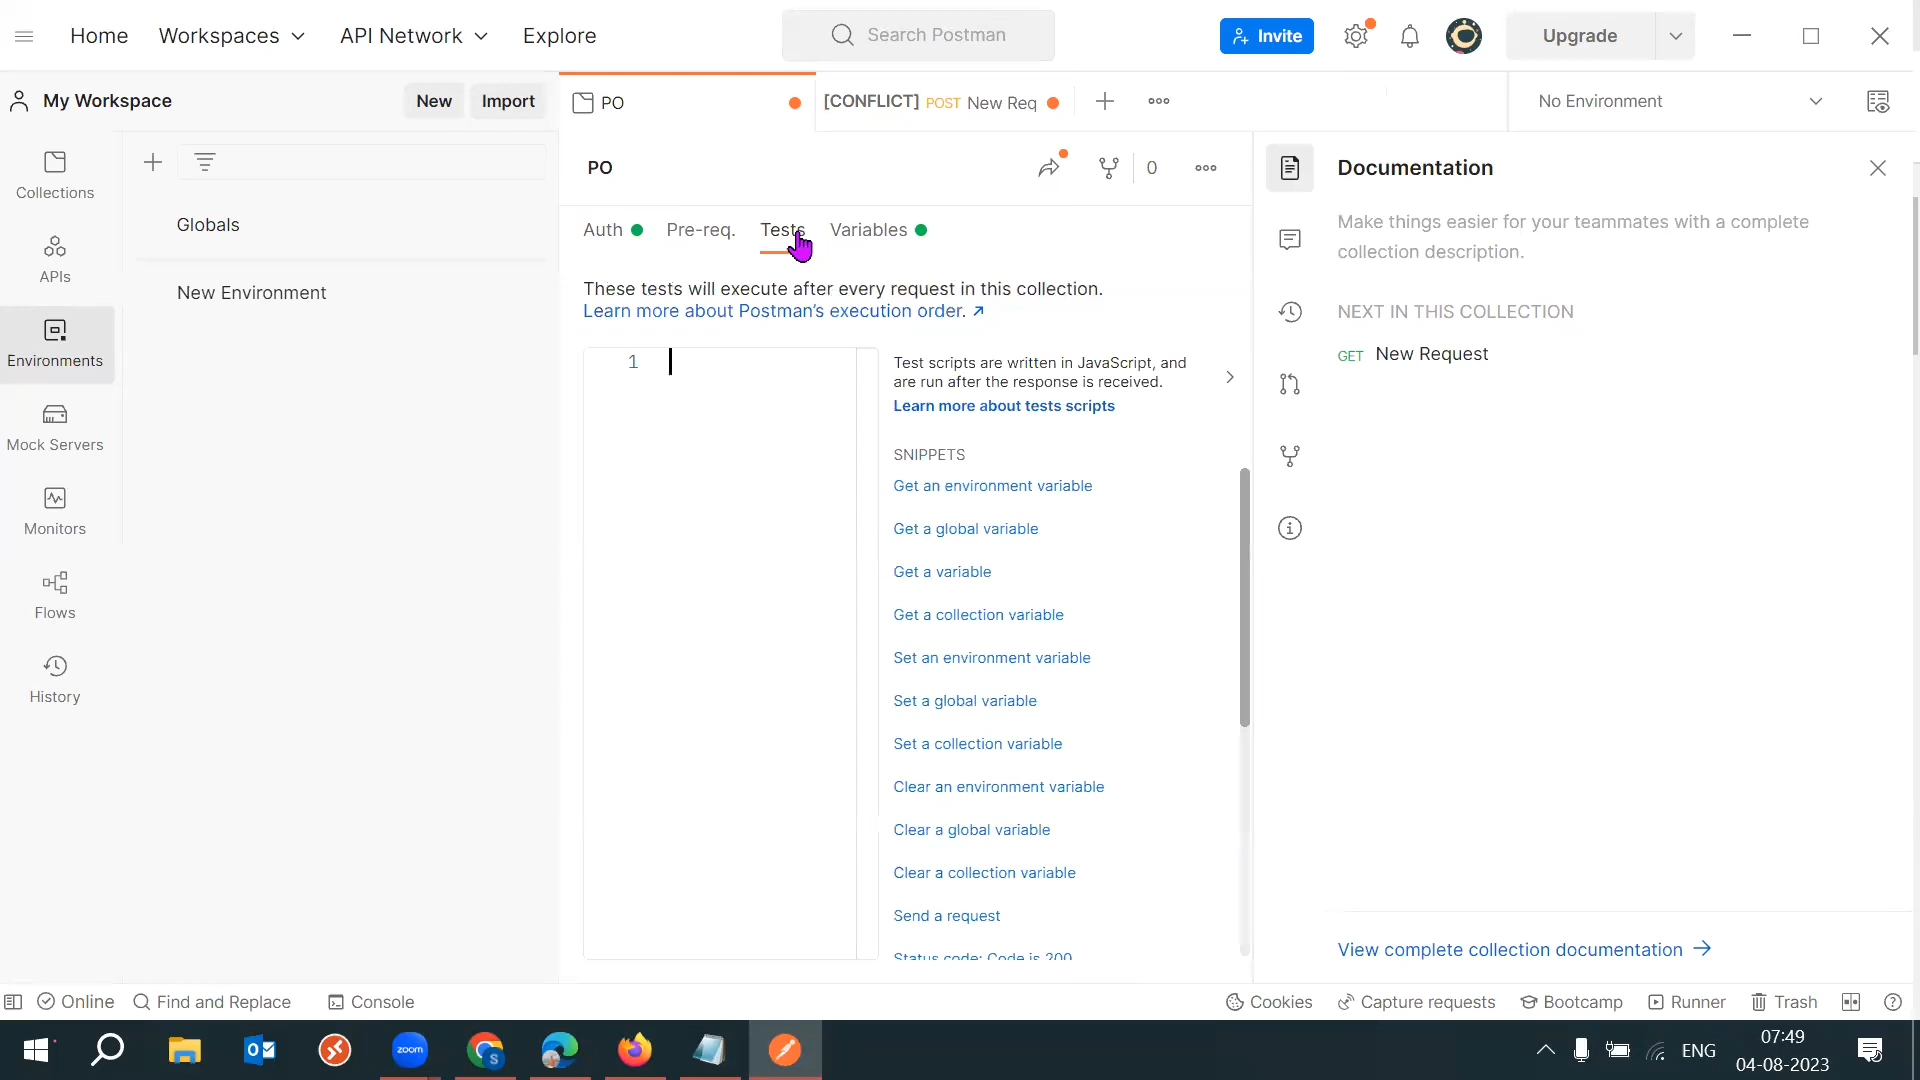 Home
Workspaces
API Network
Explore
Search Postman
Invite
Upgrade
My Workspace
New
Import
PO
[CONFLICT] POST New Req
No Environment
Collections
APIs
Environments
Mock Servers
Monitors
Flows
History
Globals
New Environment
PO
0
Auth
Pre-req.
Tests
Variables
These tests will execute after every request in this collection.
Learn more about Postman's execution order. ↗
1
Test scripts are written in JavaScript, and
are run after the response is received.
Learn more about tests scripts
SNIPPETS
Get an environment variable
Get a global variable
Get a variable
Get a collection variable
Set an environment variable
Set a global variable
Set a collection variable
Clear an environment variable
Clear a global variable
Clear a collection variable
Send a request
Status code: Code is 200
Documentation
Make things easier for your teammates with a complete
collection description.
NEXT IN THIS COLLECTION
GET New Request
View complete collection documentation →
Online
Find and Replace
Console
Cookies
Capture requests
Bootcamp
Runner
Trash
zoom
S
ENG
07:49
04-08-2023